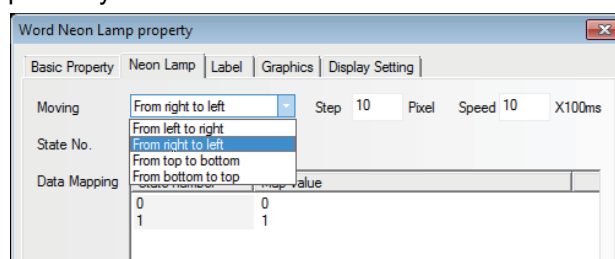 Word Neon Lamp property
Basic Property Neon Lamp Label Graphics Display Setting
Moving From right to left Step 10 Pixel Speed 10 X100ms
From left to right
State No. From right to left
From top to bottom
Data Mapping From bottom to top
State number Map Value
0 0
1 1